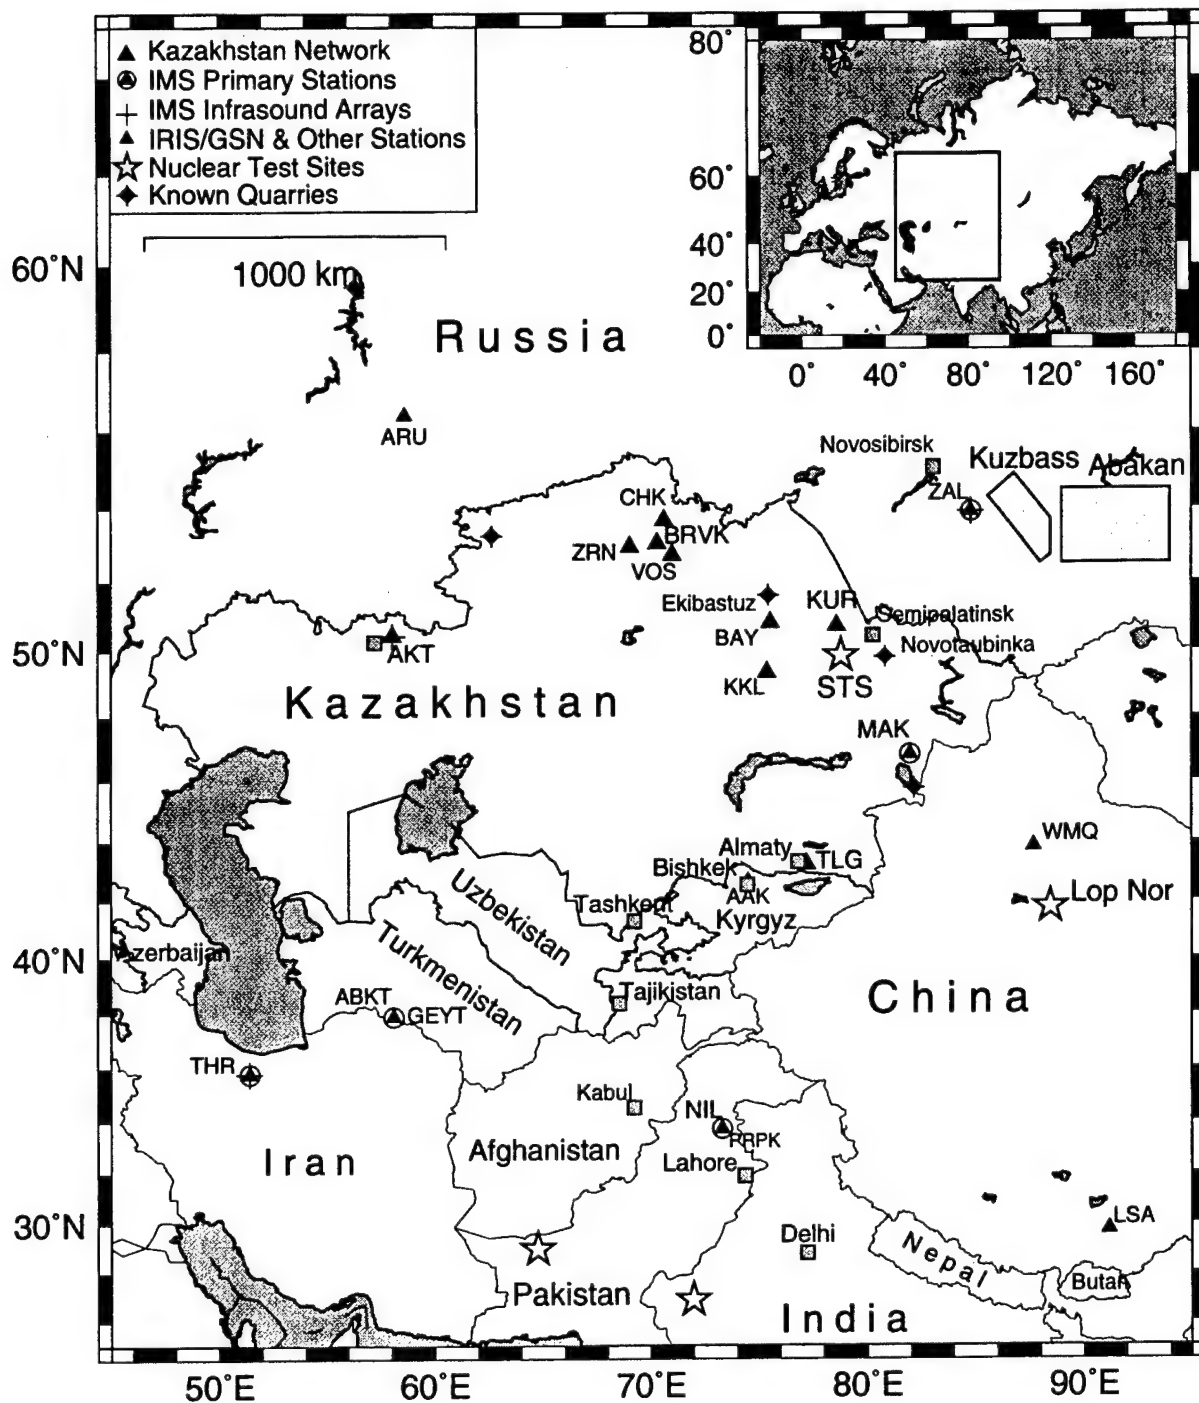 Kazakhstan Network
IMS Primary Stations
IMS Infrasound Arrays
IRIS/GSN & Other Stations
Nuclear Test Sites
Known Quarries
80°
60°
40°
20°
0°
0° 40° 80° 120° 160°
60°N
1000 km
Russia
ARU
Novosibirsk
Kuzbass
Abakan
ZAL
CHK
BRVK
ZRN
VOS
Ekibastuz
KUR
Semipalatinsk
BAY
Novotaubinka
50°N
AKT
KKL
STS
Kazakhstan
MAK
WMQ
Almaty
TLG
Bishkek
AAK
Lop Nor
Uzbekistan
Tashkent
Kyrgyz
40°N
Azerbaijan
Turkmenistan
ABKT
GEYT
Tajikistan
China
THR
Kabul
NIL
PRPK
Afghanistan
Lahore
Iran
30°N
LSA
Delhi
Nepal
Butan
Pakistan
India
50°E 60°E 70°E 80°E 90°E